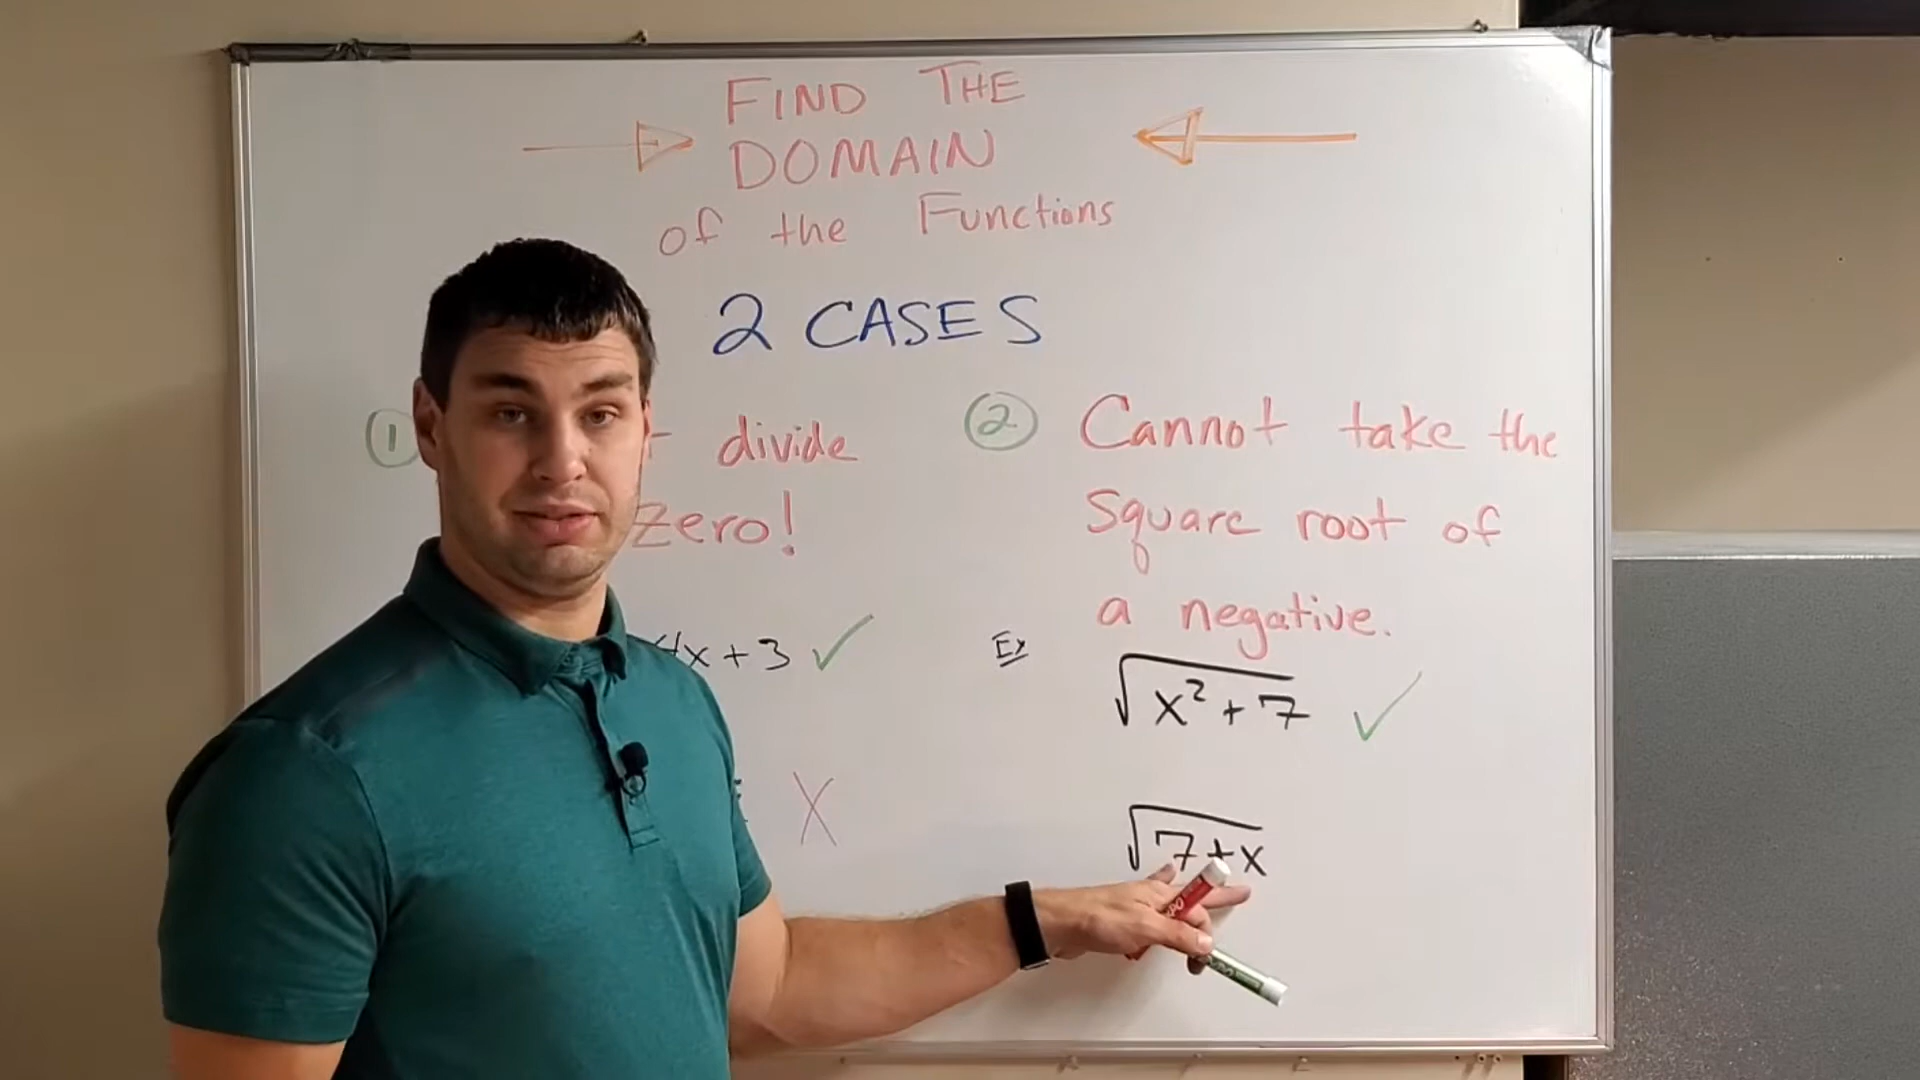 FIND THE
DOMAIN
of the Functions
2 CASES
1 divide
zero!
x + 3 ✓
X
2 Cannot take the
Square root of
a negative.
Ex
√x² + 7 ✓
√7 + x